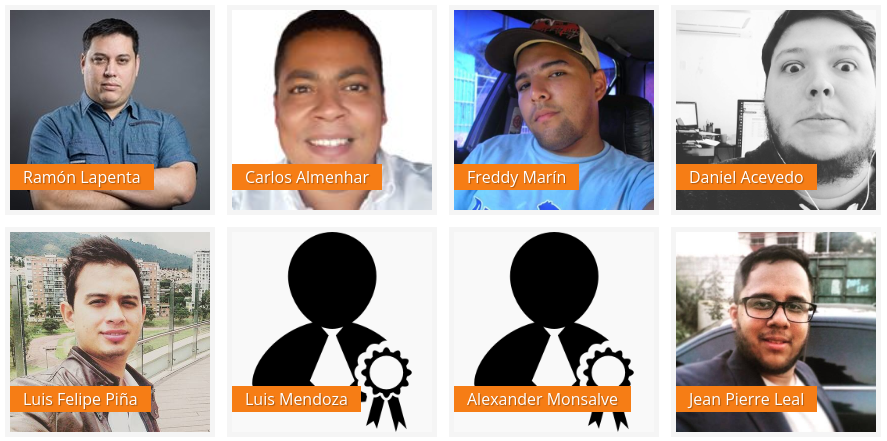 Ramón Lapenta
Carlos Almenhar
Freddy Marín
Daniel Acevedo
Luis Felipe Piña
Luis Mendoza
Alexander Monsalve
Jean Pierre Leal